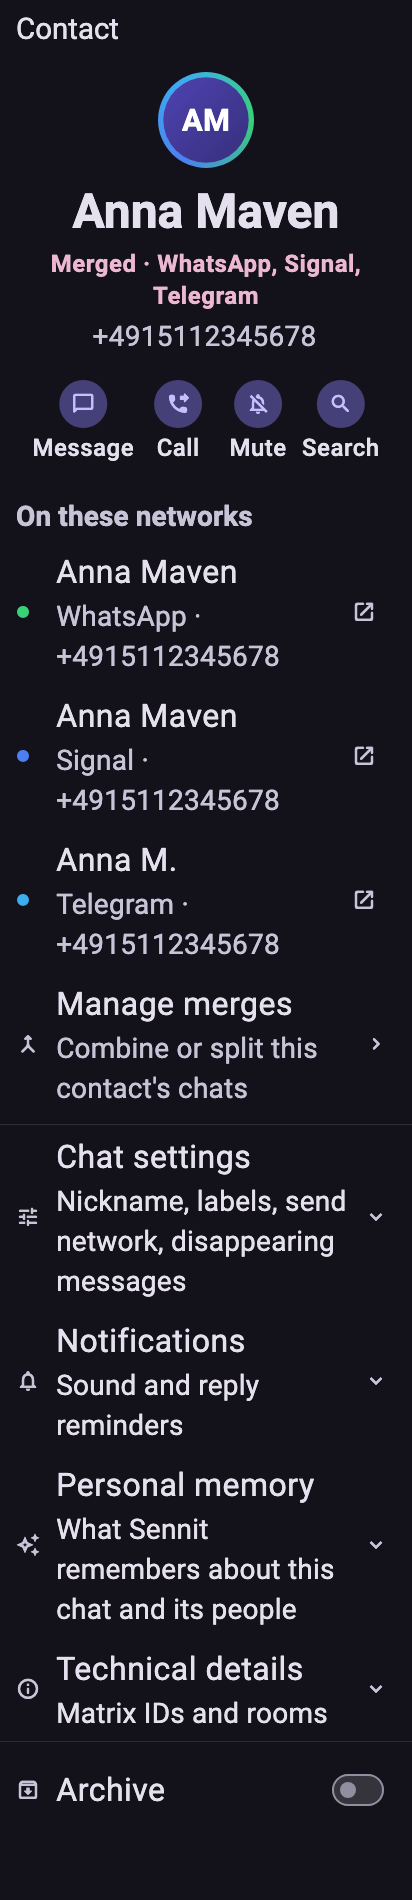 Contact
AM
Anna Maven
Merged · WhatsApp, Signal,
Telegram
+4915112345678
Message Call Mute Search
On these networks
Anna Maven
WhatsApp ·
+4915112345678
Anna Maven
Signal ·
+4915112345678
Anna M.
Telegram ·
+4915112345678
Manage merges
Combine or split this
contact's chats
Chat settings
Nickname, labels, send
network, disappearing
messages
Notifications
Sound and reply
reminders
Personal memory
What Sennit
remembers about this
chat and its people
Technical details
Matrix IDs and rooms
Archive